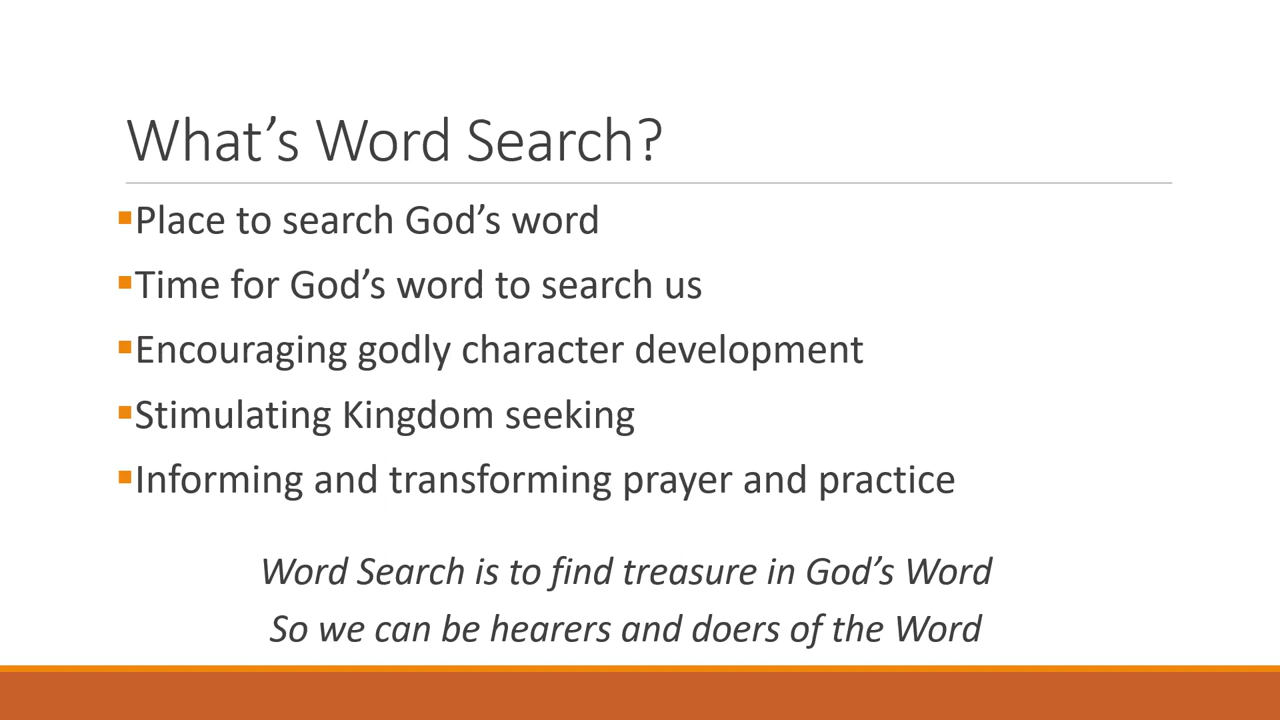 What’s Word Search?
▪Place to search God’s word
▪Time for God’s word to search us
▪Encouraging godly character development
▪Stimulating Kingdom seeking
▪Informing and transforming prayer and practice
Word Search is to find treasure in God’s Word
So we can be hearers and doers of the Word